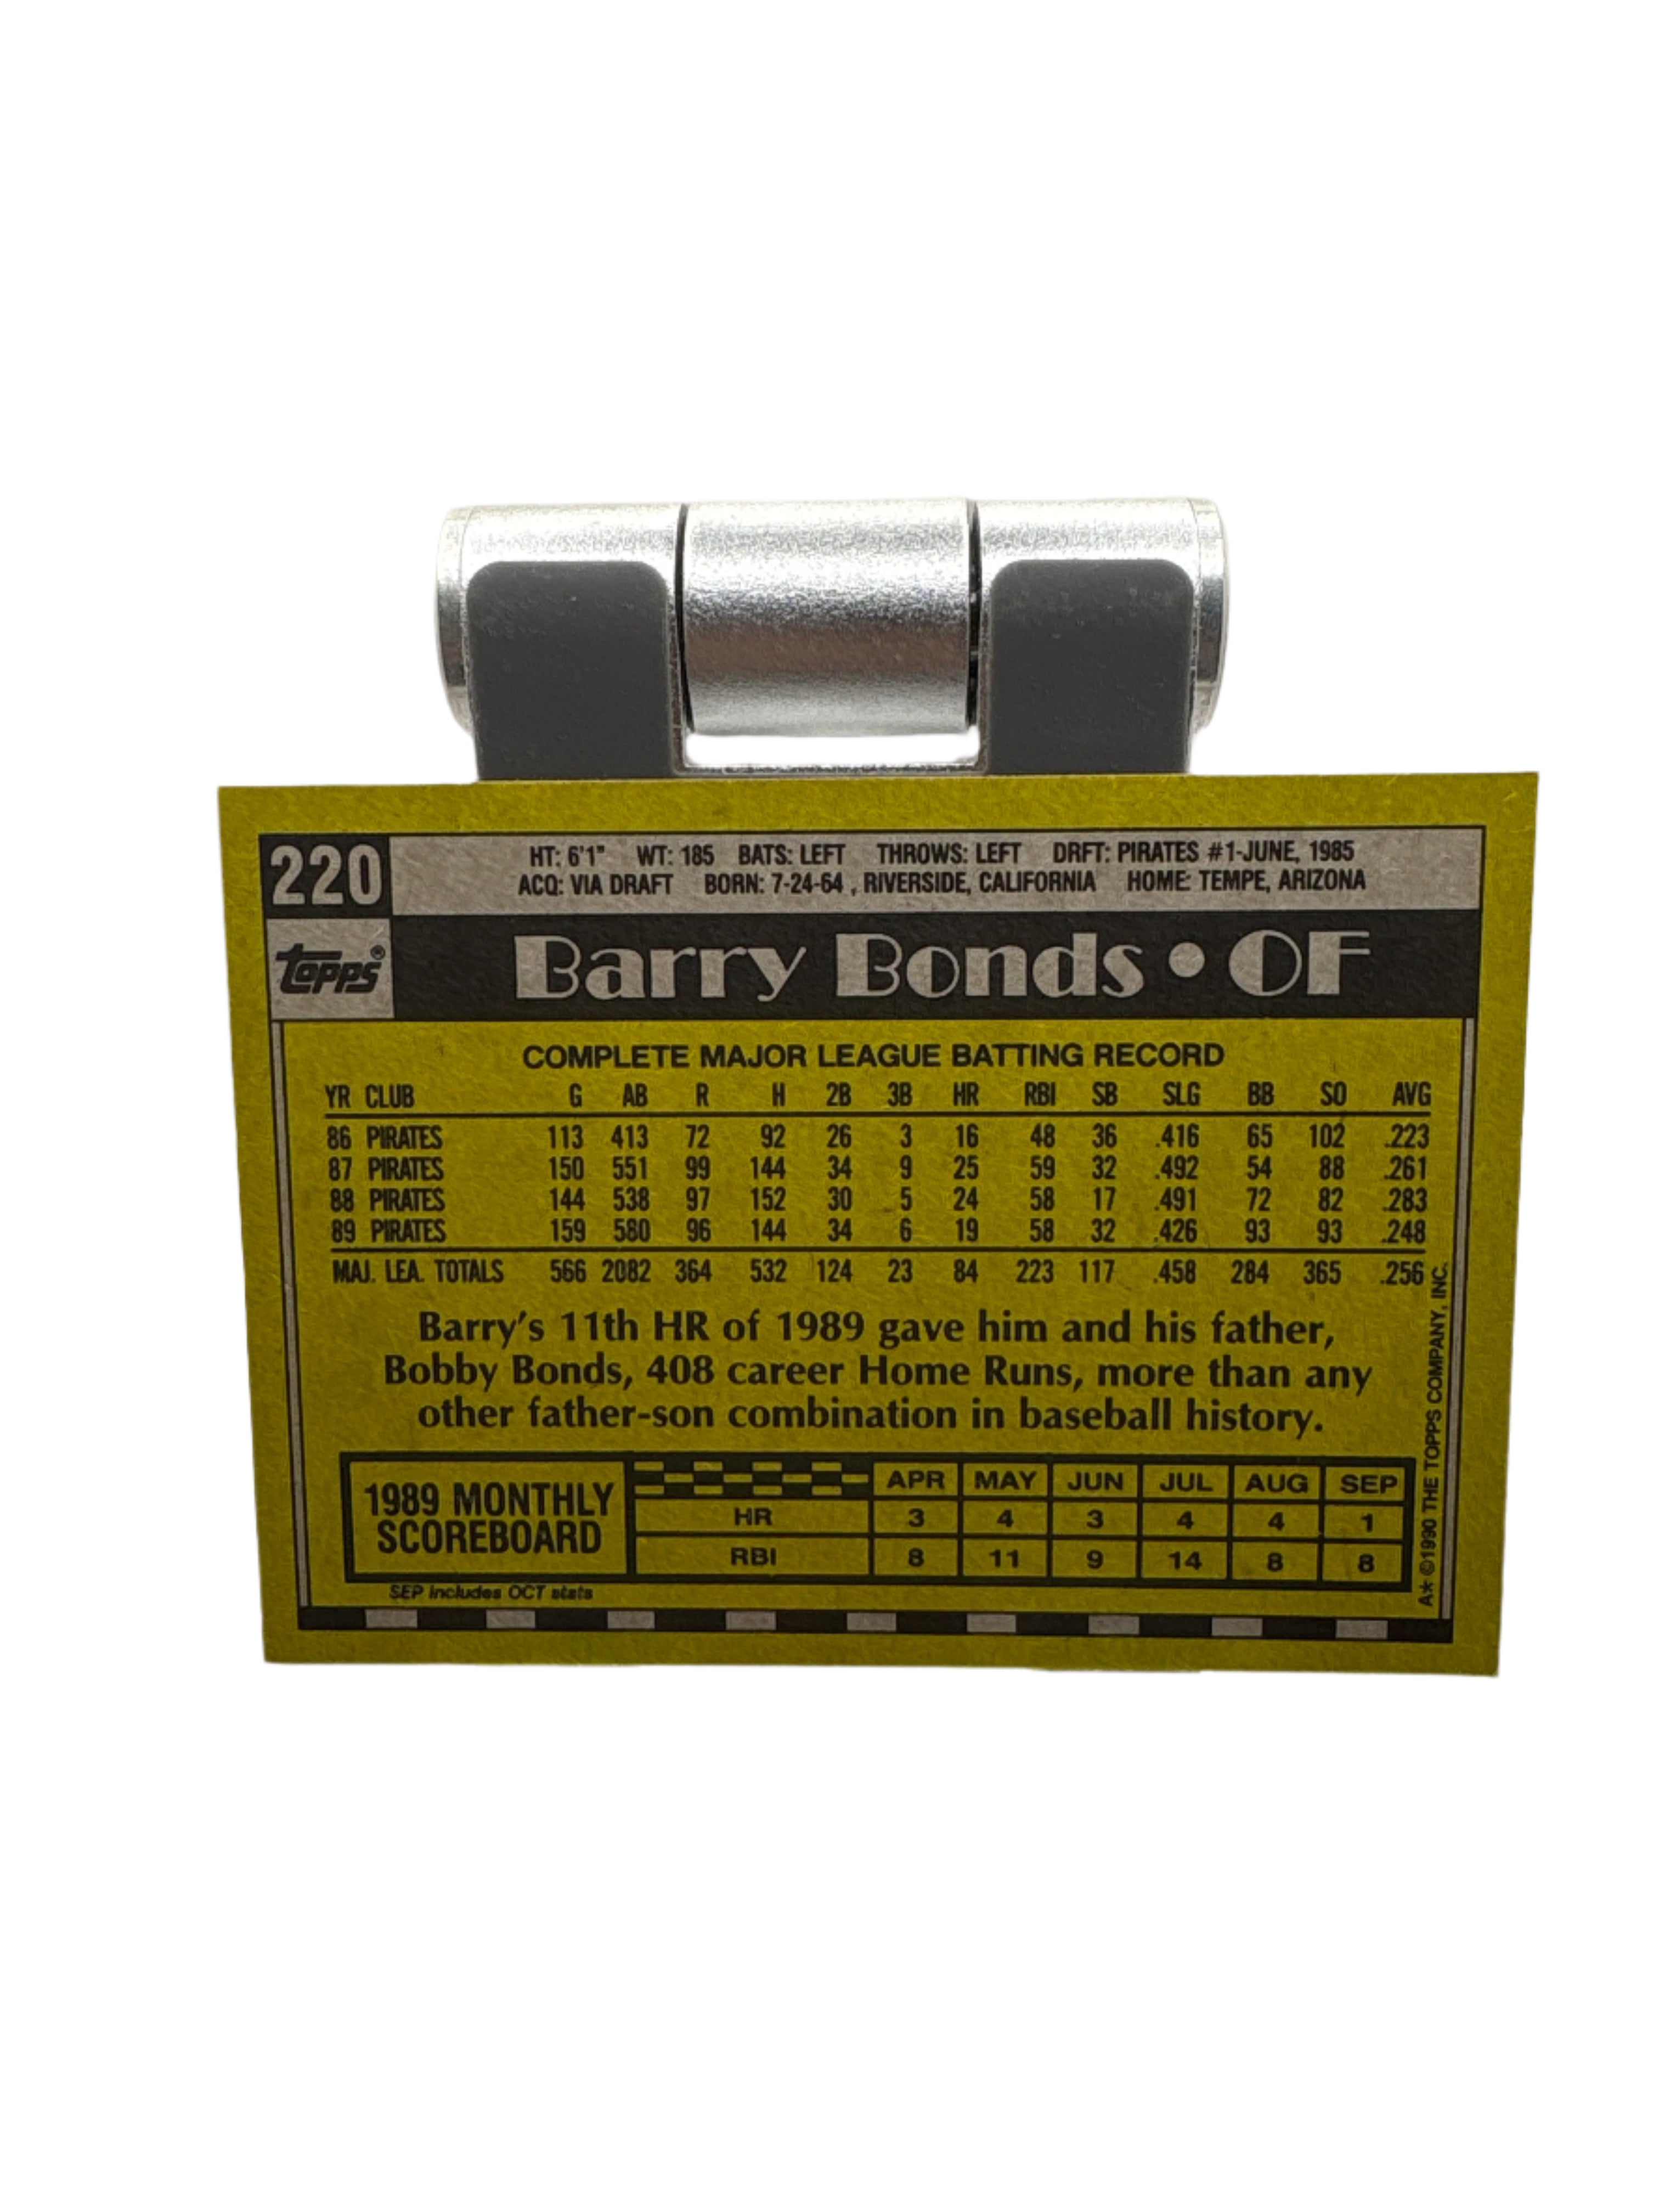 220
HT: 6'1" WT: 185 BATS: LEFT THROWS: LEFT DRFT: PIRATES #1-JUNE, 1985
ACQ: VIA DRAFT BORN: 7-24-64 , RIVERSIDE, CALIFORNIA HOME: TEMPE, ARIZONA
topps®
Barry Bonds • OF
COMPLETE MAJOR LEAGUE BATTING RECORD
YR CLUB G AB R H 2B 3B HR RBI SB SLG BB SO AVG
86 PIRATES 113 413 72 92 26 3 16 48 36 .416 65 102 .223
87 PIRATES 150 551 99 144 34 9 25 59 32 .492 54 88 .261
88 PIRATES 144 538 97 152 30 5 24 58 17 .491 72 82 .283
89 PIRATES 159 580 96 144 34 6 19 58 32 .426 93 93 .248
MAJ. LEA. TOTALS 566 2082 364 532 124 23 84 223 117 .458 284 365 .256
Barry's 11th HR of 1989 gave him and his father,
Bobby Bonds, 408 career Home Runs, more than any
other father-son combination in baseball history.
1989 MONTHLY
SCOREBOARD
APR MAY JUN JUL AUG SEP
HR 3 4 3 4 4 1
RBI 8 11 9 14 8 8
SEP includes OCT stats
A* ©1990 THE TOPPS COMPANY, INC.